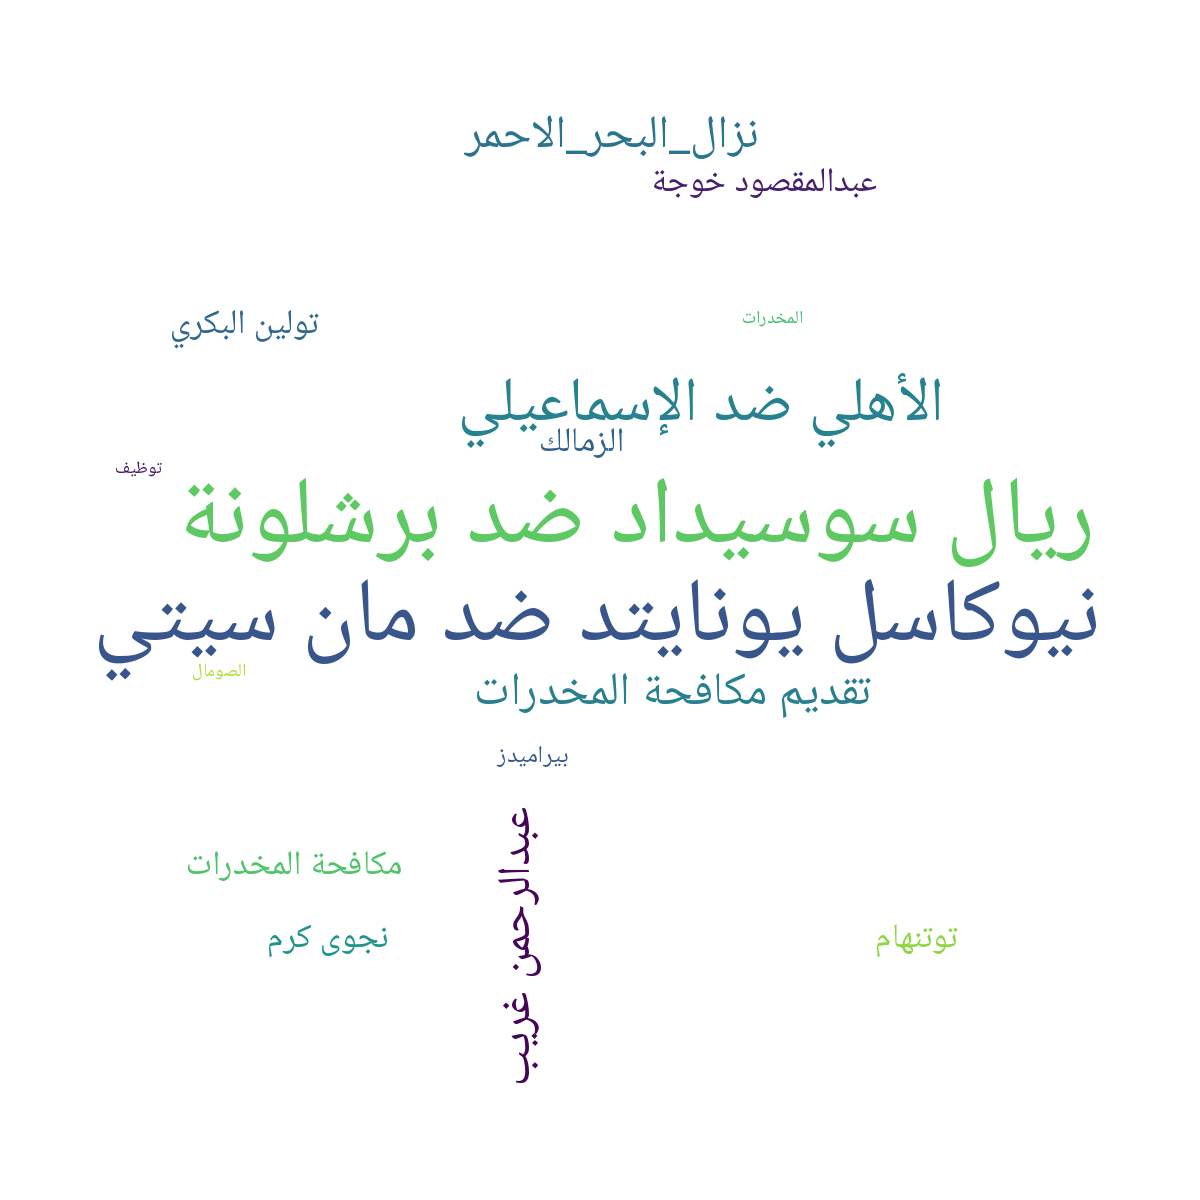 نزال_البحر_الاحمر
عبدالمقصود خوجة
المخدرات
تولين البكري
الأهلي ضد الإسماعيلي
الزمالك
توظيف
ريال سوسيداد ضد برشلونة
نيوكاسل يونايتد ضد مان سيتي
الصومال
تقديم مكافحة المخدرات
بيراميدز
عبدالرحمن غريب
مكافحة المخدرات
توتنهام
نجوى كرم